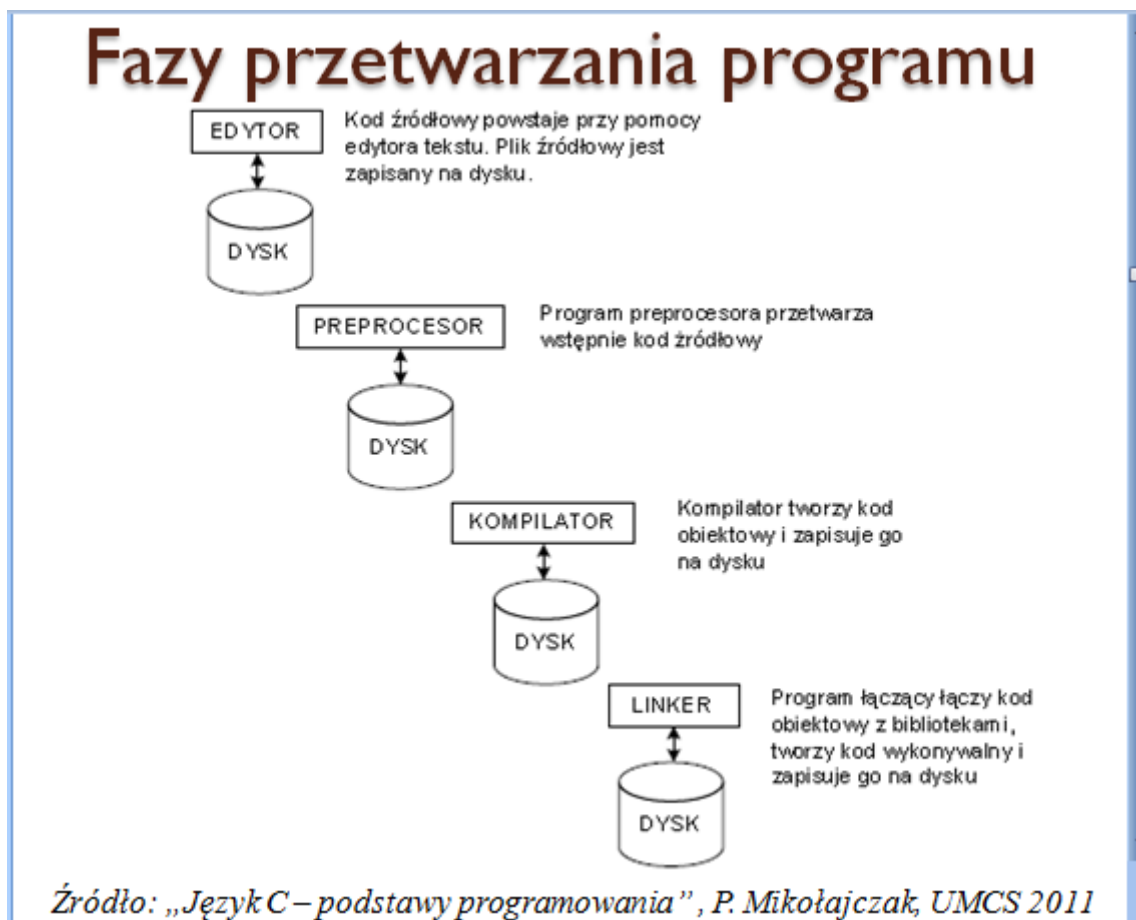 Fazy przetwarzania programu
EDYTOR
Kod źródłowy powstaje przy pomocy
edytora tekstu. Plik źródłowy jest
zapisany na dysku.
DYSK
PREPROCESOR
Program preprocesora przetwarza
wstępnie kod źródłowy
DYSK
KOMPILATOR
Kompilator tworzy kod
obiektowy i zapisuje go
na dysku
DYSK
LINKER
Program łączący łączy kod
obiektowy z bibliotekami,
tworzy kod wykonywalny i
zapisuje go na dysku
DYSK
Źródło: „Język C – podstawy programowania”, P. Mikołajczak, UMCS 2011